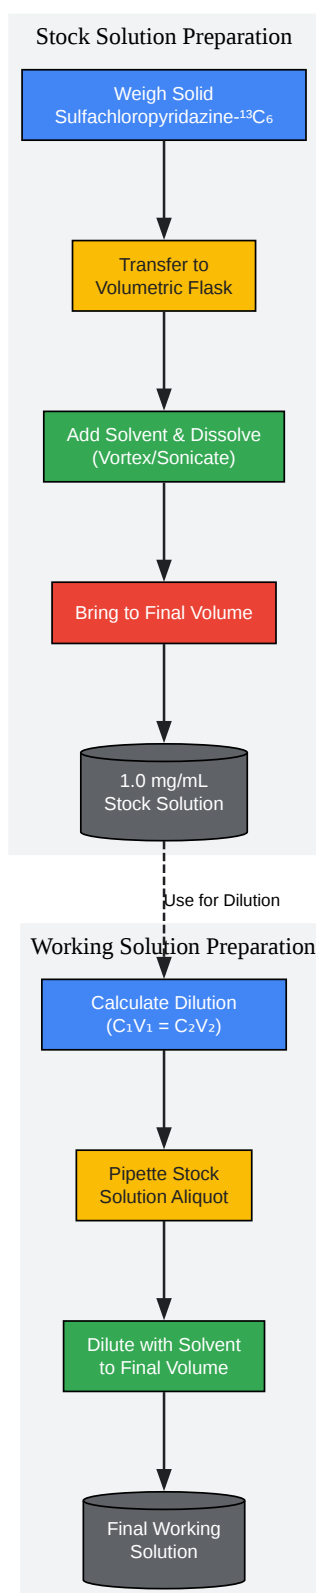 Stock Solution Preparation
Weigh Solid
Sulfachloropyridazine-¹³C₆
Transfer to
Volumetric Flask
Add Solvent & Dissolve
(Vortex/Sonicate)
Bring to Final Volume
1.0 mg/mL
Stock Solution
Use for Dilution
Working Solution Preparation
Calculate Dilution
(C₁V₁ = C₂V₂)
Pipette Stock
Solution Aliquot
Dilute with Solvent
to Final Volume
Final Working
Solution